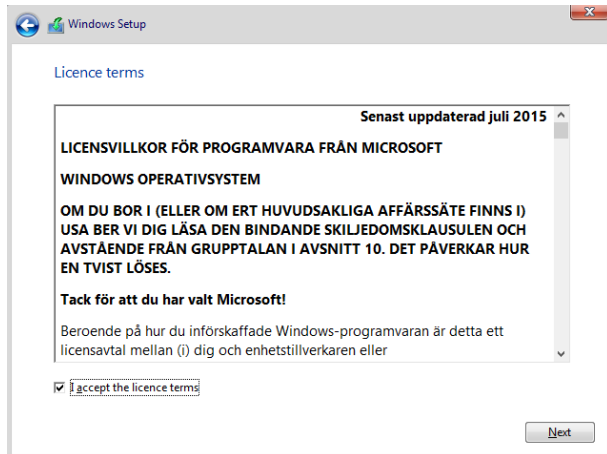 Windows Setup
Licence terms
Senast uppdaterad juli 2015
LICENSVILLKOR FÖR PROGRAMVARA FRÅN MICROSOFT
WINDOWS OPERATIVSYSTEM
OM DU BOR I (ELLER OM ERT HUVUDSAKLIGA AFFÄRSSÄTE FINNS I)
USA BER VI DIG LÄSA DEN BINDANDE SKILJEDOMSKLAUSULEN OCH
AVSTÅENDE FRÅN GRUPPTALAN I AVSNITT 10. DET PÅVERKAR HUR
EN TVIST LÖSES.
Tack för att du har valt Microsoft!
Beroende på hur du införskaffade Windows-programvaran är detta ett
licensavtal mellan (i) dig och enhetstillverkaren eller
I accept the licence terms
Next